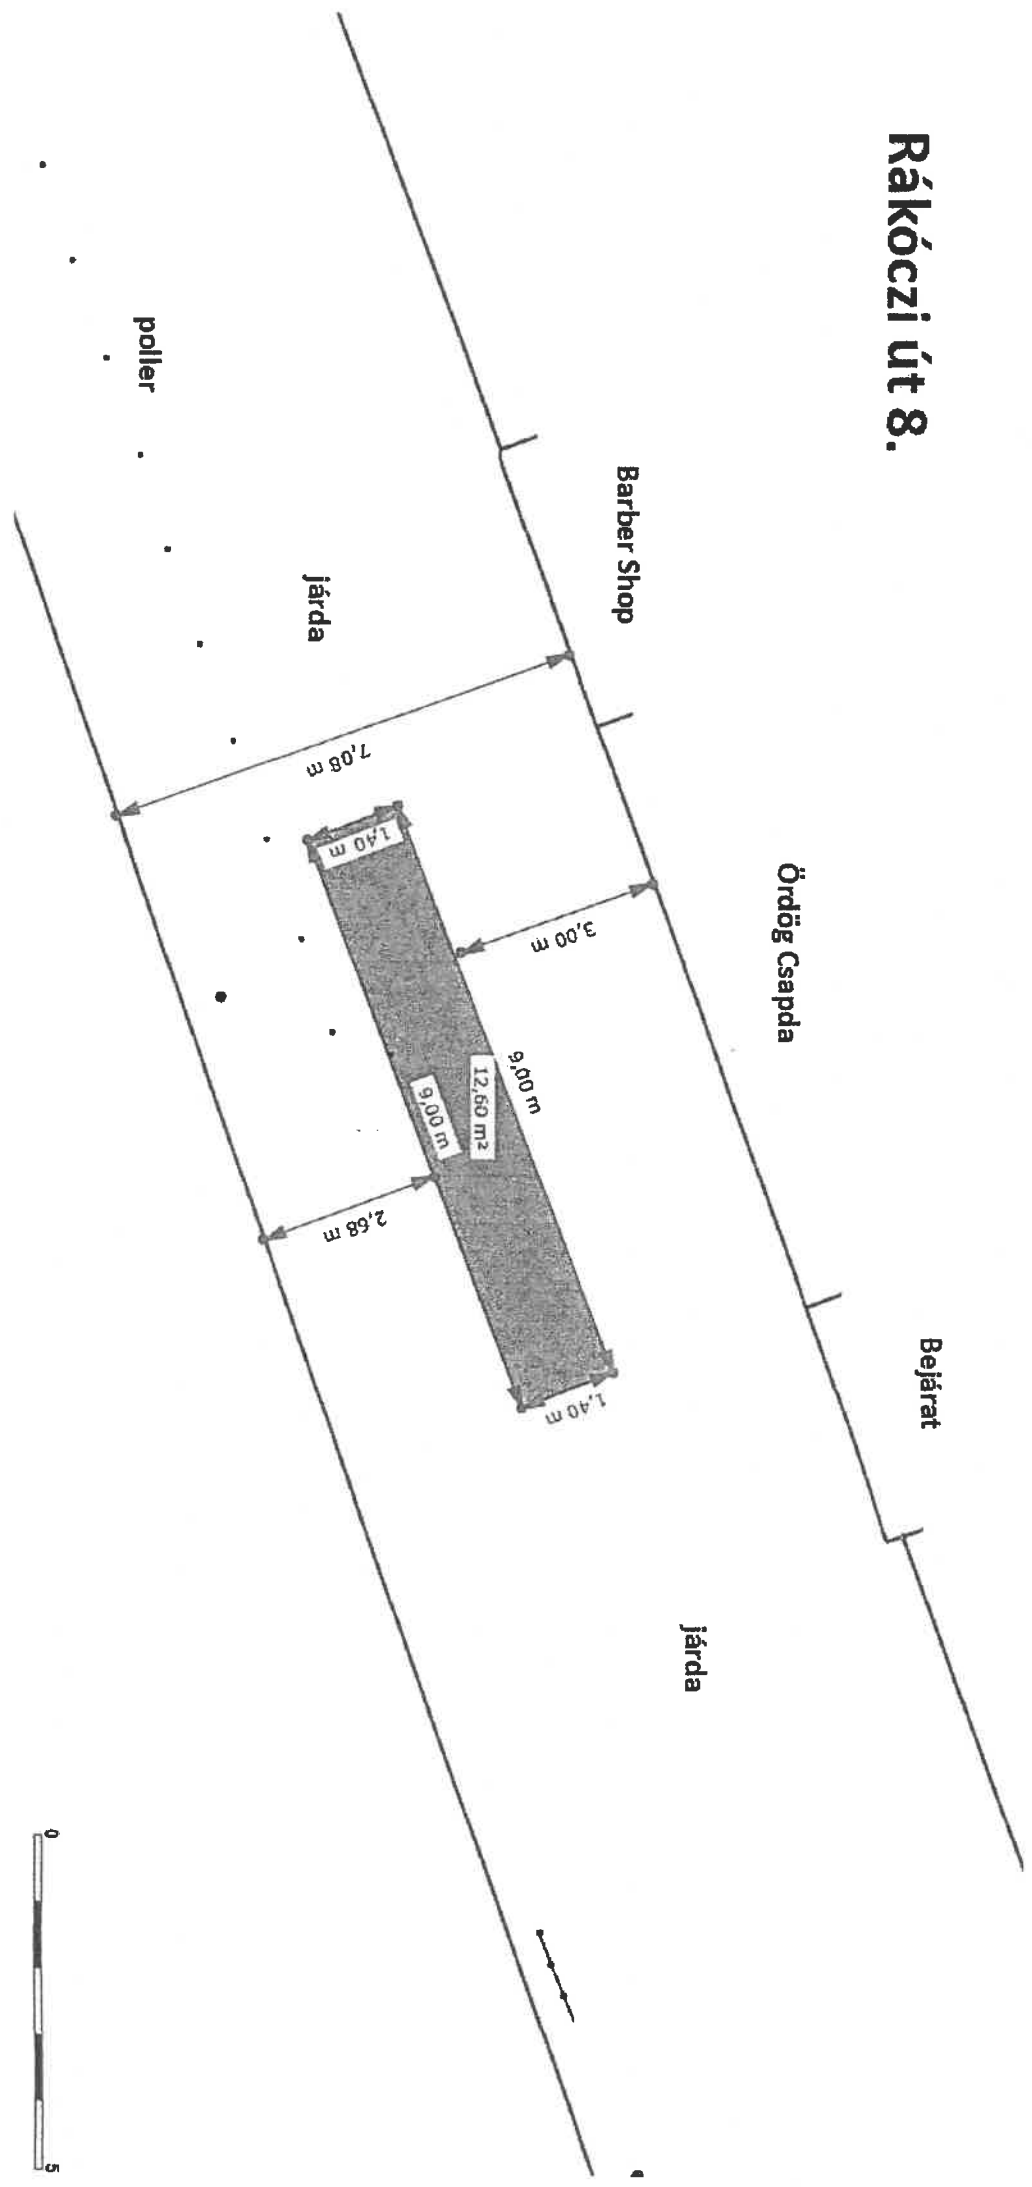 Rákóczi út 8.
Barber Shop
Ördög Csapda
Bejárat
poller
járda
járda
7,08 m
3,00 m
1,40 m
9,00 m
12,60 m²
9,00 m
2,68 m
1,40 m
0
5